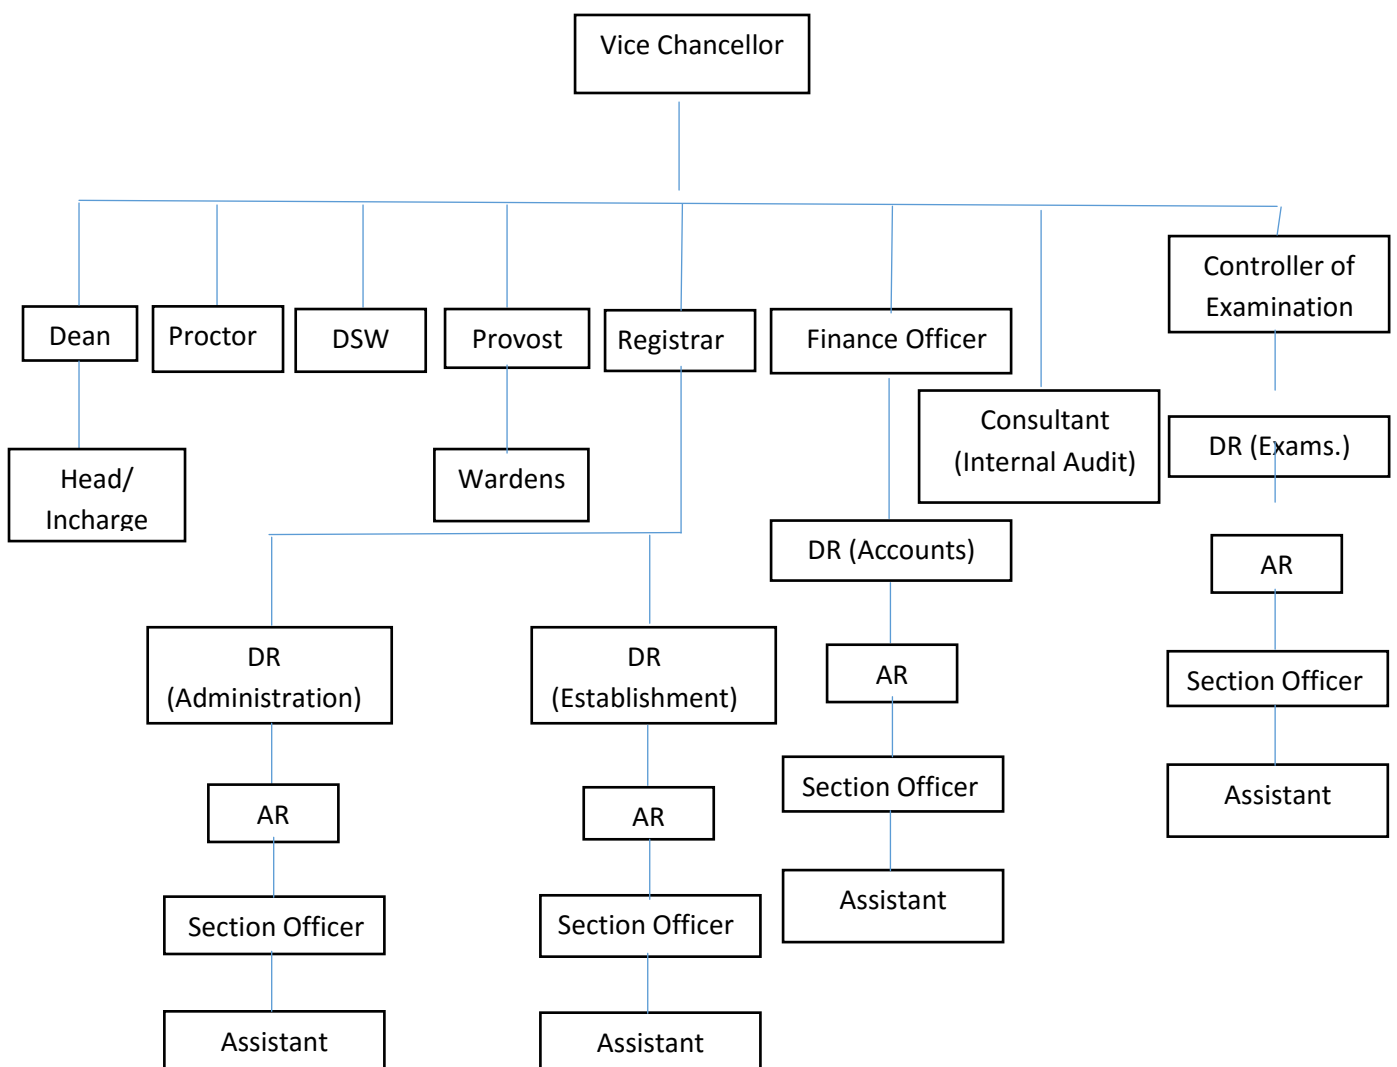 Vice Chancellor
Controller of
Examination
Dean
Proctor
DSW
Provost
Registrar
Finance Officer
Consultant
(Internal Audit)
DR (Exams.)
Head/
Incharge
Wardens
DR (Accounts)
AR
DR
(Administration)
DR
(Establishment)
AR
Section Officer
AR
AR
Section Officer
Assistant
Section Officer
Section Officer
Assistant
Assistant
Assistant